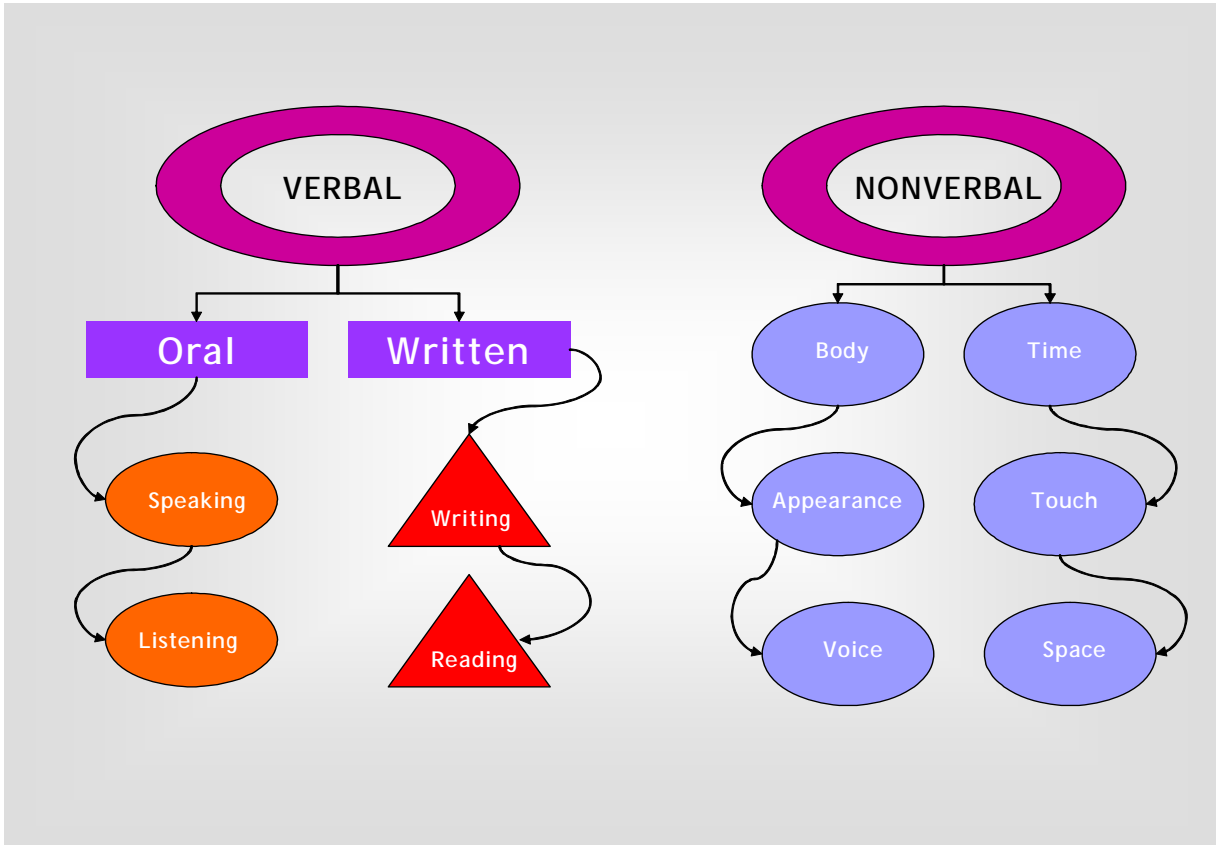 VERBAL
Oral
Written
Speaking
Listening
Writing
Reading
NONVERBAL
Body
Time
Appearance
Touch
Voice
Space